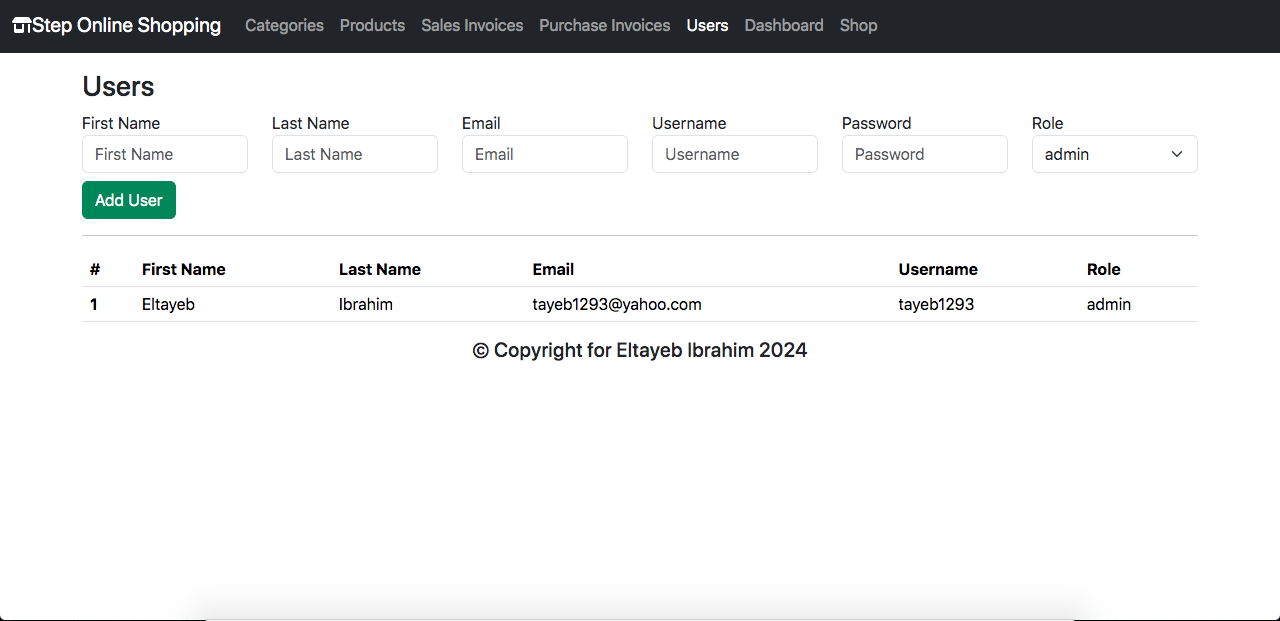 Step Online Shopping Categories Products Sales Invoices Purchase Invoices Users Dashboard Shop
Users
First Name Last Name Email Username Password Role
First Name Last Name Email Username Password admin
Add User
# First Name Last Name Email Username Role
1 Eltayeb Ibrahim tayeb1293@yahoo.com tayeb1293 admin
© Copyright for Eltayeb Ibrahim 2024